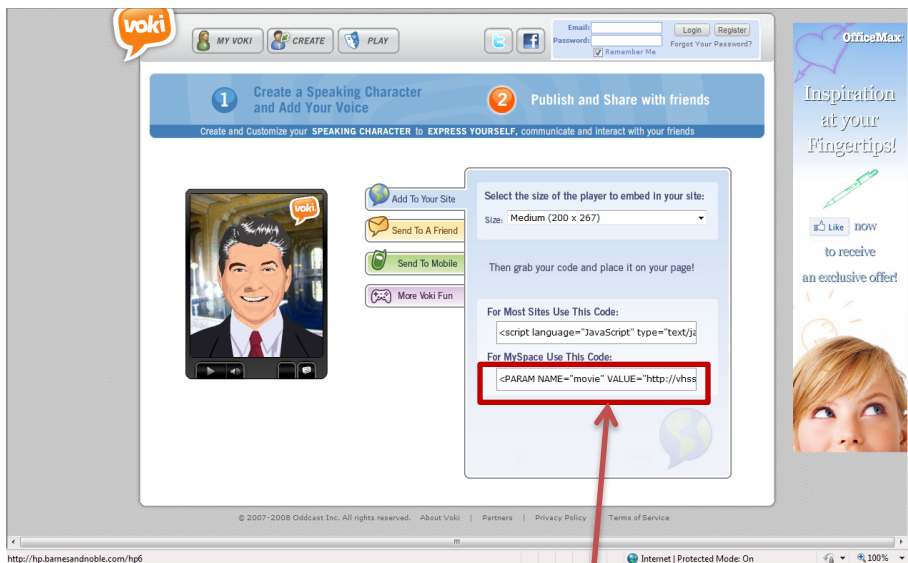 voki
MY VOKI
CREATE
PLAY
Email:
Password:
Remember Me
Login
Register
Forgot Your Password?
1
Create a Speaking Character
and Add Your Voice
2
Publish and Share with friends
Create and Customize your SPEAKING CHARACTER to EXPRESS YOURSELF, communicate and interact with your friends
voki
Add To Your Site
Send To A Friend
Send To Mobile
More Voki Fun
Select the size of the player to embed in your site:
Size: Medium (200 x 267)
Then grab your code and place it on your page!
For Most Sites Use This Code:
<script language="JavaScript" type="text/ja
For MySpace Use This Code:
<PARAM NAME="movie" VALUE="http://vhss
OfficeMax
Inspiration
at your
Fingertips!
Like now
to receive
an exclusive offer!
© 2007-2008 Oddcast Inc. All rights reserved. About Voki | Partners | Privacy Policy | Terms of Service
http://hp.barnesandnoble.com/hp6
Internet | Protected Mode: On
100%